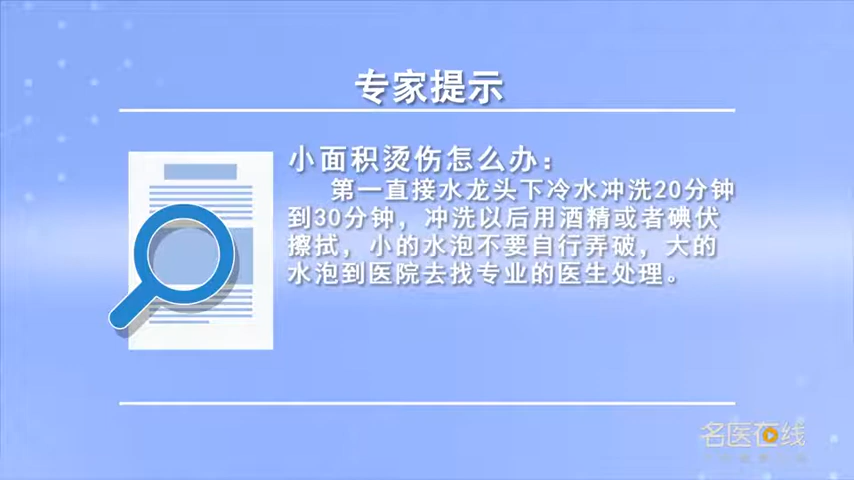 专家提示
小面积烫伤怎么办：
第一直接水龙头下冷水冲洗20分钟
到30分钟，冲洗以后用酒精或者碘伏
擦拭，小的水泡不要自行弄破，大的
水泡到医院去找专业的医生处理。
名医在线